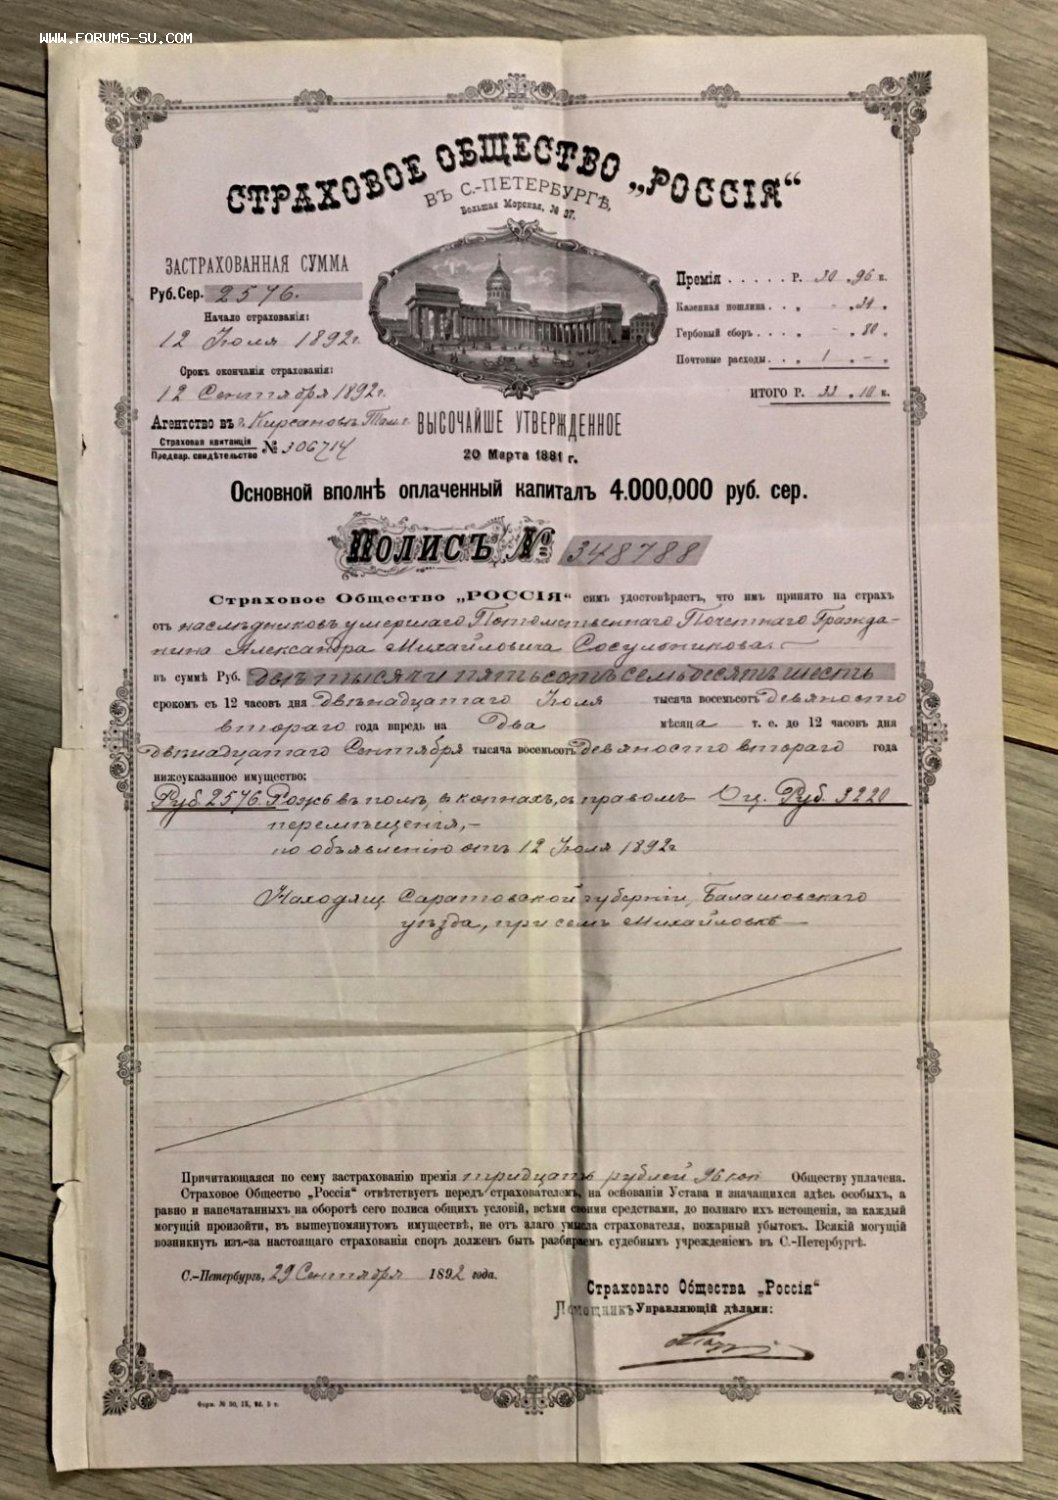 WWW.FORUMS-SU.COM
СТРАХОВОЕ ОБЩЕСТВО „РОССІЯ“
ВЪ С.-ПЕТЕРБУРГѢ,
Большая Морская, № 37.
ЗАСТРАХОВАННАЯ СУММА
Руб. Сер. 2576.
Начало страхованія:
12 Іюля 1892 г.
Срокъ окончанія страхованія:
12 Сентября 1892 г.
Агентство въ г. Кирсановѣ Там. г.
Страховая квитанція
Предвар. свидѣтельство № 306714
Премія . . . . . Р. 30 „ 96 к.
Казенная пошлина . . „ - „ 34 „
Гербовый сборъ . . . „ - „ 80 „
Почтовые расходы . . „ 1 „ - „
ИТОГО Р. 33 „ 10 к.
ВЫСОЧАЙШЕ УТВЕРЖДЕННОЕ
20 Марта 1881 г.
Основной вполнѣ оплаченный капиталъ 4.000,000 руб. сер.
Полисъ № 348788
Страховое Общество „РОССІЯ“ симъ удостовѣряетъ, что имъ принято на страхъ
отъ наслѣдниковъ умершаго Потомственнаго Почетнаго Гражда-
нина Александра Михайловича Сосульникова
въ суммѣ Руб. двѣ тысячи пятьсотъ семьдесятъ шесть
срокомъ съ 12 часовъ дня Двѣнадцатаго Іюля тысяча восемьсотъ девяносто
втораго года впредь на Два мѣсяца т. е. до 12 часовъ дня
Двѣнадцатаго Сентября тысяча восемьсотъ девяносто втораго года
нижеуказанное имущество:
Руб. 2576. Рожь въ полѣ, въ копнахъ, съ правомъ Оц. Руб. 3220
перемѣщенія,-
по объявленію отъ 12 Іюля 1892 г
Находящ Саратовской губерніи, Балашовскаго
уѣзда, при сел Михайловкѣ
Причитающаяся по сему застрахованію премія тридцать рублей 96 коп Обществу уплачена.
Страховое Общество „Россія“ отвѣтствуетъ передъ страхователемъ, на основаніи Устава и значащихся здѣсь особыхъ, а
равно и напечатанныхъ на оборотѣ сего полиса общихъ условій, всѣми своими средствами, до полнаго ихъ истощенія, за каждый
могущій произойти, въ вышеупомянутомъ имуществѣ, не отъ злаго умысла страхователя, пожарный убытокъ. Всякій могущій
возникнуть изъ-за настоящаго страхованія споръ долженъ быть разбираемъ судебнымъ учрежденіемъ въ С.-Петербургѣ.
С.-Петербургъ, 29 Сентября 1892 года.
Страхового Общества „Россія“
Помощникъ Управляющій дѣлами: